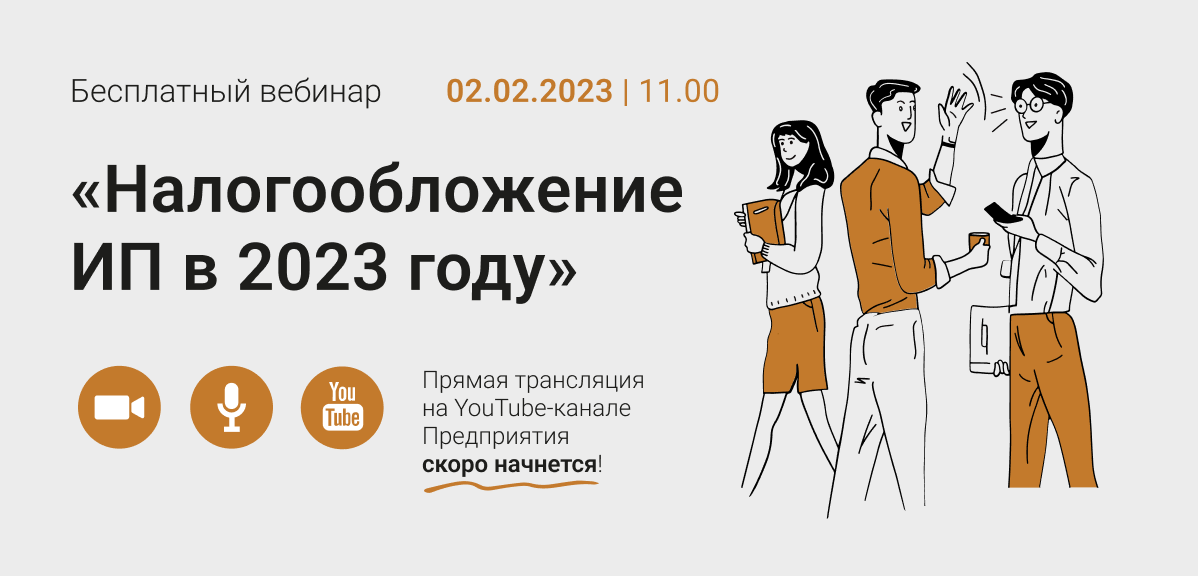 Бесплатный вебинар
02.02.2023 | 11.00
«Налогообложение
ИП в 2023 году»
You
Tube
Прямая трансляция
на YouTube-канале
Предприятия
скоро начнется!